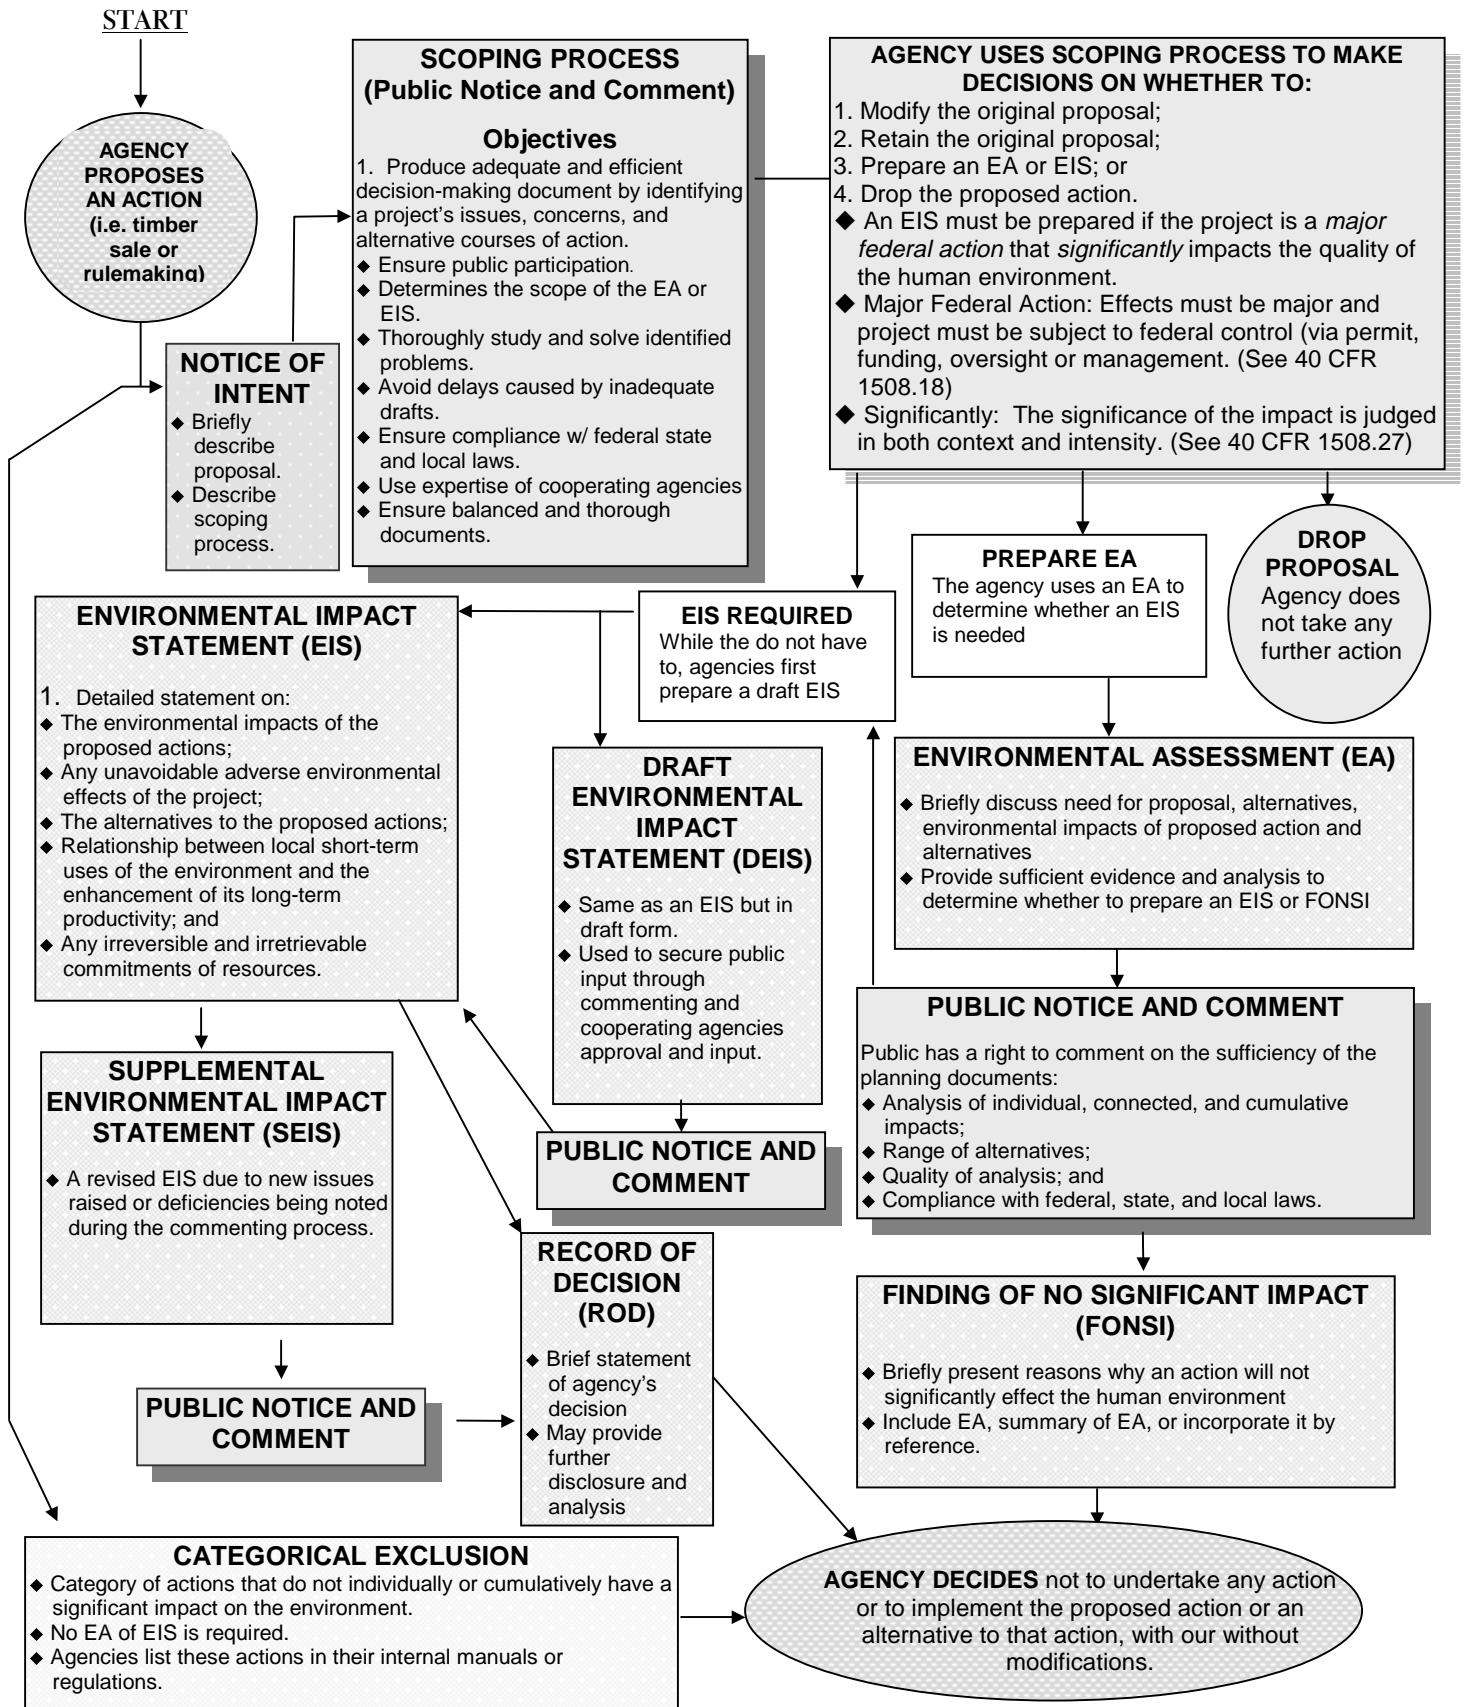 START
AGENCY
PROPOSES
AN ACTION
(i.e. timber
sale or
rulemaking)
NOTICE OF
INTENT
◆ Briefly
describe
proposal.
◆ Describe
scoping
process.
SCOPING PROCESS
(Public Notice and Comment)
Objectives
1. Produce adequate and efficient
decision-making document by identifying
a project’s issues, concerns, and
alternative courses of action.
◆ Ensure public participation.
◆ Determines the scope of the EA or
EIS.
◆ Thoroughly study and solve identified
problems.
◆ Avoid delays caused by inadequate
drafts.
◆ Ensure compliance w/ federal state
and local laws.
◆ Use expertise of cooperating agencies
◆ Ensure balanced and thorough
documents.
AGENCY USES SCOPING PROCESS TO MAKE
DECISIONS ON WHETHER TO:
1. Modify the original proposal;
2. Retain the original proposal;
3. Prepare an EA or EIS; or
4. Drop the proposed action.
◆ An EIS must be prepared if the project is a major
federal action that significantly impacts the quality of
the human environment.
◆ Major Federal Action: Effects must be major and
project must be subject to federal control (via permit,
funding, oversight or management. (See 40 CFR
1508.18)
◆ Significantly: The significance of the impact is judged
in both context and intensity. (See 40 CFR 1508.27)
EIS REQUIRED
While the do not have
to, agencies first
prepare a draft EIS
PREPARE EA
The agency uses an EA to
determine whether an EIS
is needed
DROP
PROPOSAL
Agency does
not take any
further action
ENVIRONMENTAL IMPACT
STATEMENT (EIS)
1. Detailed statement on:
◆ The environmental impacts of the
proposed actions;
◆ Any unavoidable adverse environmental
effects of the project;
◆ The alternatives to the proposed actions;
◆ Relationship between local short-term
uses of the environment and the
enhancement of its long-term
productivity; and
◆ Any irreversible and irretrievable
commitments of resources.
DRAFT
ENVIRONMENTAL
IMPACT
STATEMENT (DEIS)
◆ Same as an EIS but in
draft form.
◆ Used to secure public
input through
commenting and
cooperating agencies
approval and input.
ENVIRONMENTAL ASSESSMENT (EA)
◆ Briefly discuss need for proposal, alternatives,
environmental impacts of proposed action and
alternatives
◆ Provide sufficient evidence and analysis to
determine whether to prepare an EIS or FONSI
PUBLIC NOTICE AND COMMENT
Public has a right to comment on the sufficiency of the
planning documents:
◆ Analysis of individual, connected, and cumulative
impacts;
◆ Range of alternatives;
◆ Quality of analysis; and
◆ Compliance with federal, state, and local laws.
SUPPLEMENTAL
ENVIRONMENTAL IMPACT
STATEMENT (SEIS)
◆ A revised EIS due to new issues
raised or deficiencies being noted
during the commenting process.
PUBLIC NOTICE AND
COMMENT
RECORD OF
DECISION
(ROD)
◆ Brief statement
of agency’s
decision
◆ May provide
further
disclosure and
analysis
FINDING OF NO SIGNIFICANT IMPACT
(FONSI)
◆ Briefly present reasons why an action will not
significantly effect the human environment
◆ Include EA, summary of EA, or incorporate it by
reference.
PUBLIC NOTICE AND
COMMENT
CATEGORICAL EXCLUSION
◆ Category of actions that do not individually or cumulatively have a
significant impact on the environment.
◆ No EA of EIS is required.
◆ Agencies list these actions in their internal manuals or
regulations.
AGENCY DECIDES not to undertake any action
or to implement the proposed action or an
alternative to that action, with our without
modifications.